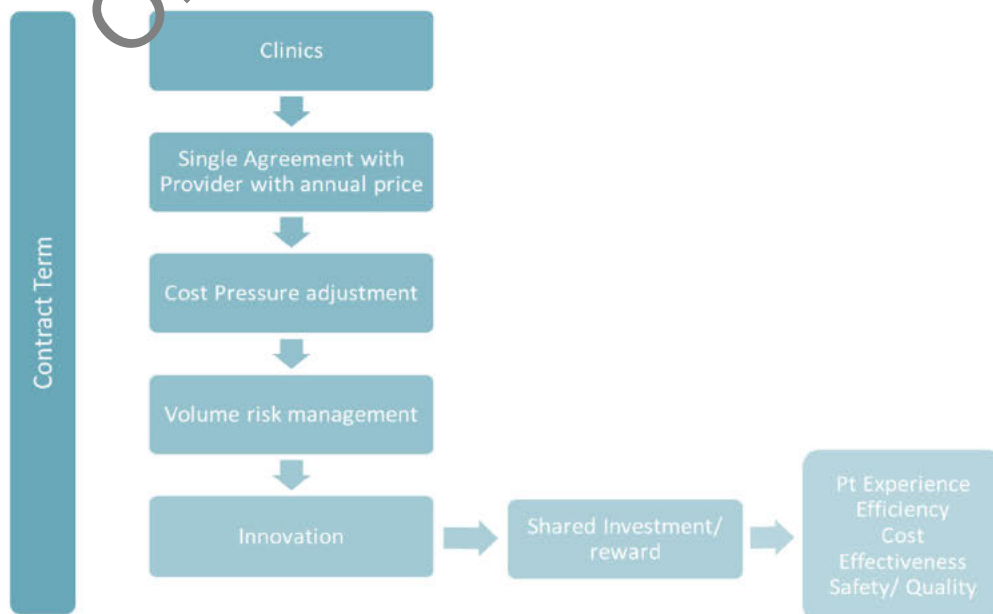 Contract Term
Clinics
Single Agreement with
Provider with annual price
Cost Pressure adjustment
Volume risk management
Innovation
Shared Investment/
reward
Pt Experience
Efficiency
Cost
Effectiveness
Safety/ Quality